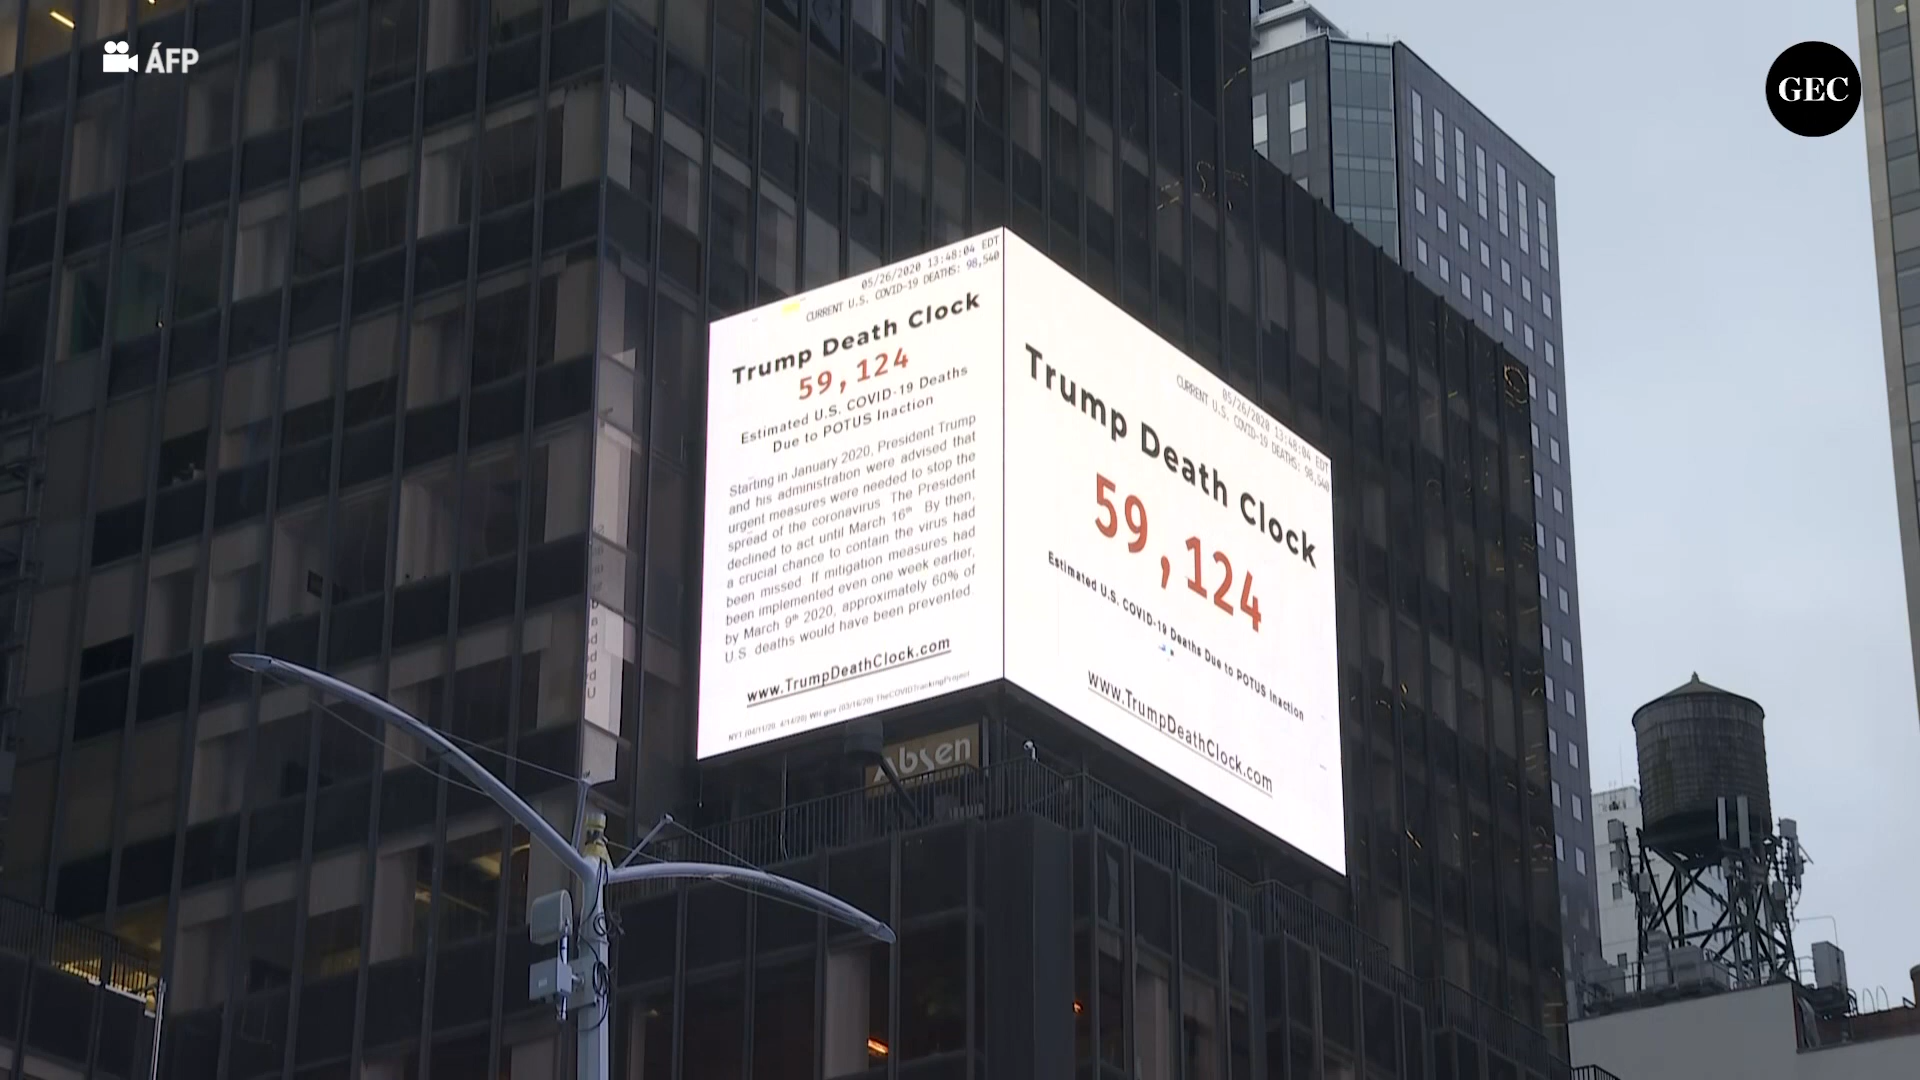 ÁFP
GEC
05/26/2020 13:48:04 EDT
CURRENT U.S. COVID-19 DEATHS: 98,540
Trump Death Clock
59,124
Estimated U.S. COVID-19 Deaths
Due to POTUS Inaction
Starting in January 2020, President Trump
and his administration were advised that
urgent measures were needed to stop the
spread of the coronavirus. The President
declined to act until March 16th. By then,
a crucial chance to contain the virus had
been missed. If mitigation measures had
been implemented even one week earlier,
by March 9th 2020, approximately 60% of
U.S. deaths would have been prevented.
www.TrumpDeathClock.com
TheCOVIDTrackingProject
05/26/2020 13:48:04 EDT
CURRENT U.S. COVID-19 DEATHS: 98,540
Trump Death Clock
59,124
Estimated U.S. COVID-19 Deaths Due to POTUS Inaction
www.TrumpDeathClock.com
Absen